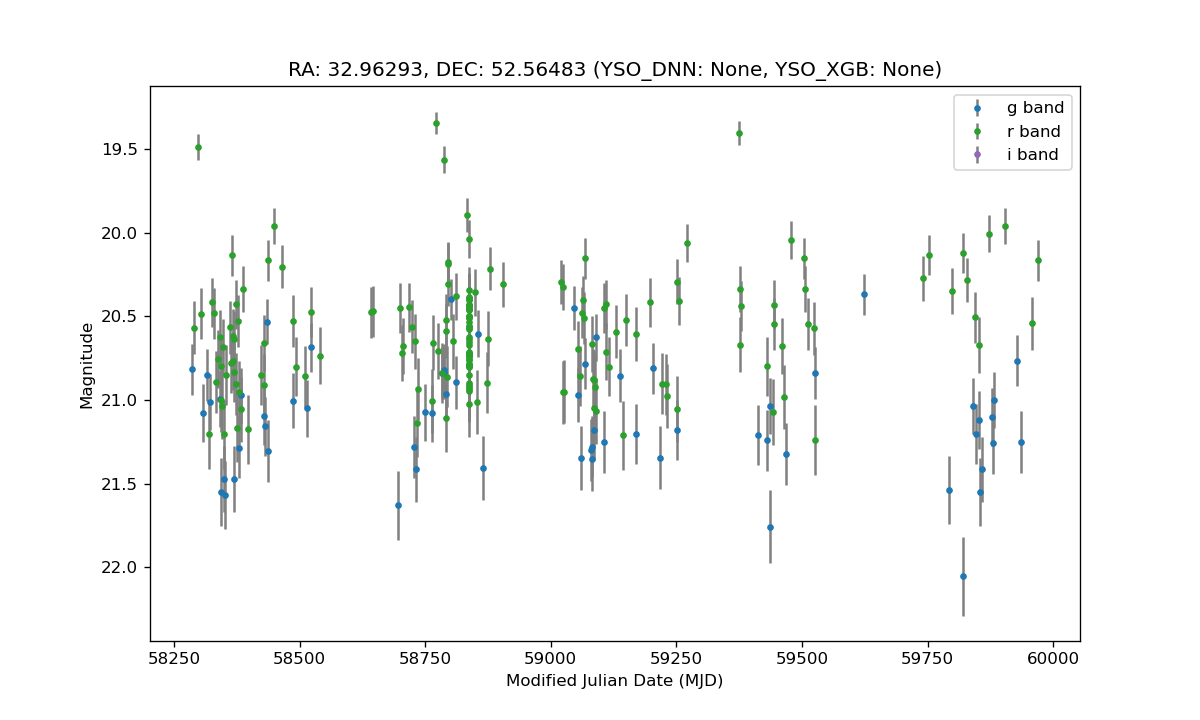 RA: 32.96293, DEC: 52.56483 (YSO_DNN: None, YSO_XGB: None)
g band
r band
i band
19.5
20.0
20.5
21.0
21.5
22.0
Magnitude
58250 58500 58750 59000 59250 59500 59750 60000
Modified Julian Date (MJD)